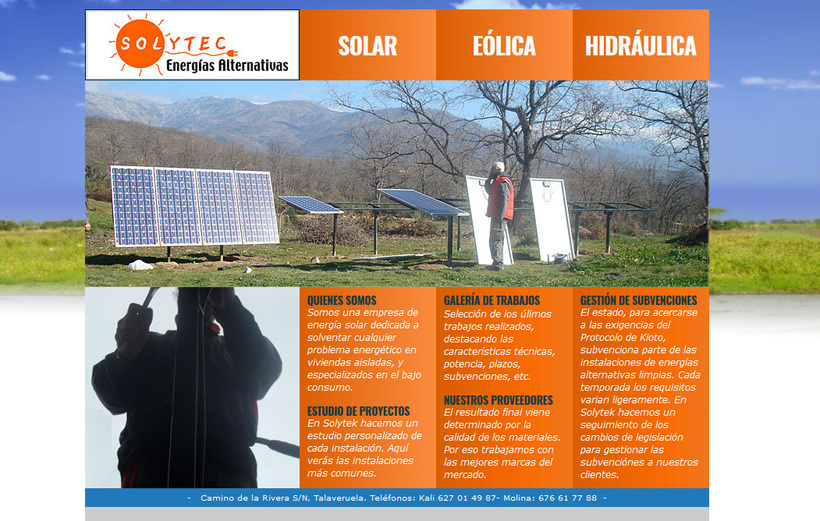 SOLYTEC
Energías Alternativas
SOLAR
EÓLICA
HIDRÁULICA
QUIENES SOMOS
Somos una empresa de
energía solar dedicada a
solventar cualquier
problema energético en
viviendas aisladas, y
especializados en el bajo
consumo.
ESTUDIO DE PROYECTOS
En Solytek hacemos un
estudio personalizado de
cada instalación. Aquí
verás las instalaciones
más comunes.
GALERÍA DE TRABAJOS
Selección de los úlimos
trabajos realizados,
destacando las
características técnicas,
potencia, plazos,
subvenciones, etc.
NUESTROS PROVEEDORES
El resultado final viene
determinado por la
calidad de los materiales.
Por eso trabajamos con
las mejores marcas del
mercado.
GESTIÓN DE SUBVENCIONES
El estado, para acercarse
a las exigencias del
Protocolo de Kioto,
subvenciona parte de las
instalaciones de energías
alternativas limpias. Cada
temporada los requisitos
varian ligeramente. En
Solytek hacemos un
seguimiento de los
cambios de legislación
para gestionar las
subvenciónes a nuestros
clientes.
- Camino de la Rivera S/N, Talaveruela. Teléfonos: Kali 627 01 49 87- Molina: 676 61 77 88 -